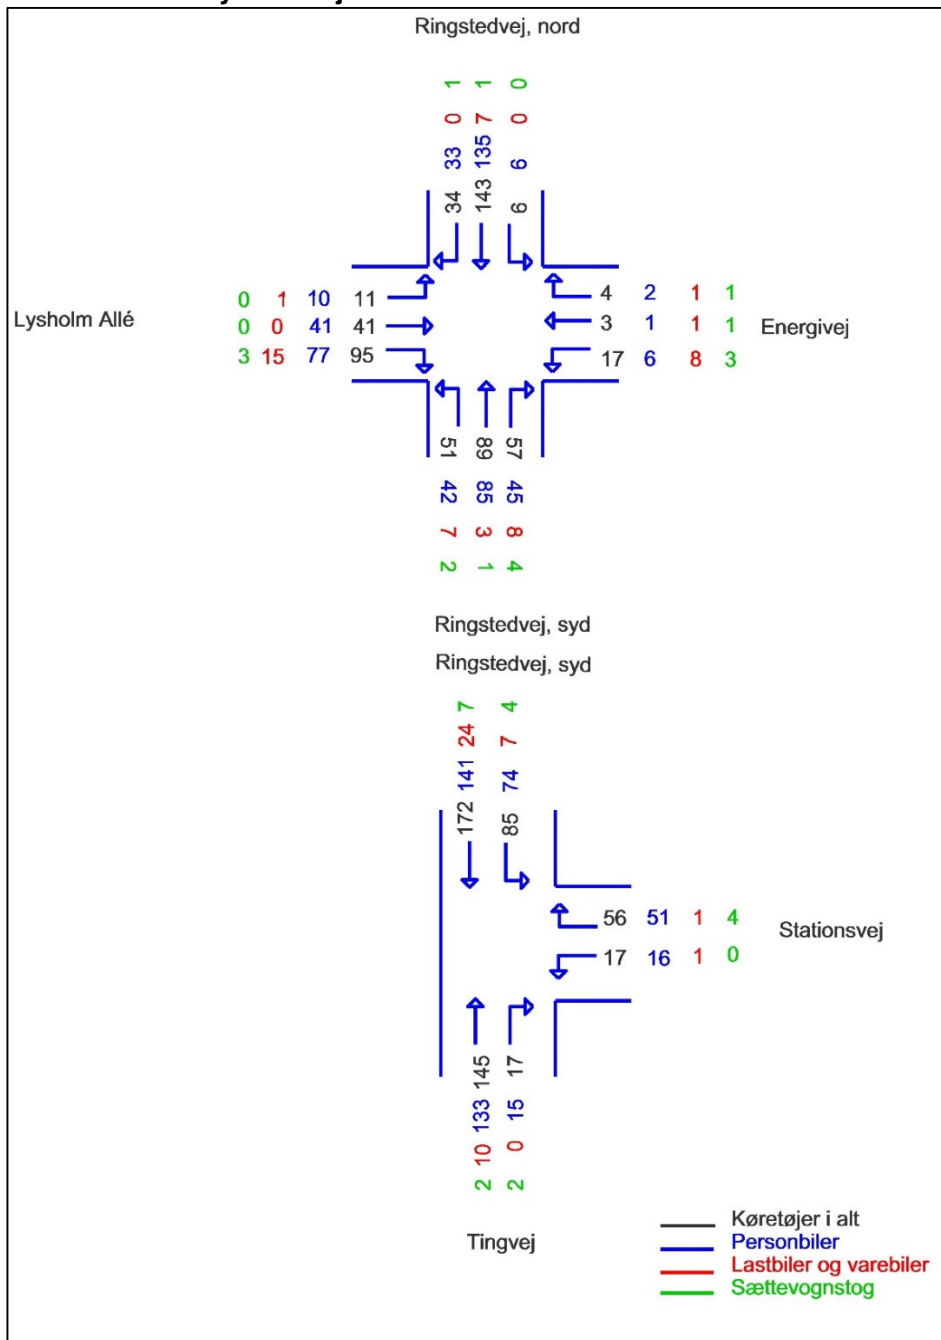 Ringstedvej, nord
1 1 0
0 7 0
33 135 9
34 143 9
0 1 10 11
4 2 1 1
Lysholm Allé
0 0 41 41
3 1 1 1
Energivej
3 15 77 95
17 6 8 3
51 89 57
42 85 45
7 3 8
2 1 4
Ringstedvej, syd
Ringstedvej, syd
7 4
24 7
141 74
172 85
56 51 1 4
Stationsvej
17 16 1 0
145 17
133 15
10 0
2 2
Tingvej
Køretøjer i alt
Personbiler
Lastbiler og varebiler
Sættevognstog